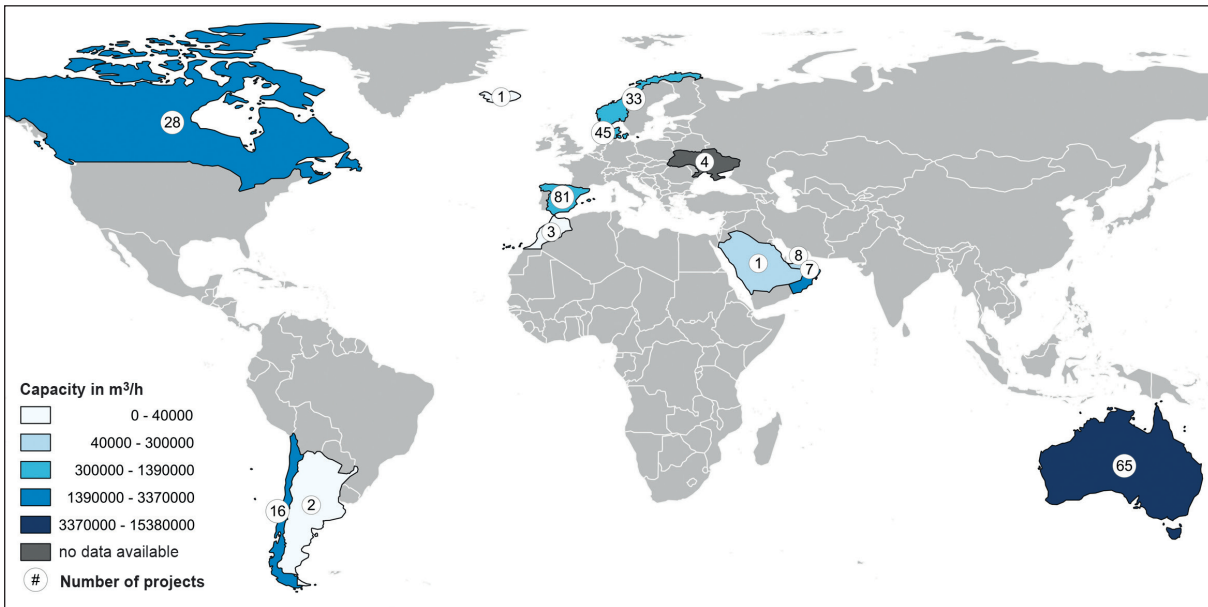 1
33
28
45
4
81
3
8
1
7
Capacity in m³/h
0 - 40000
40000 - 300000
300000 - 1390000
1390000 - 3370000
3370000 - 15380000
no data available
# Number of projects
65
2
16